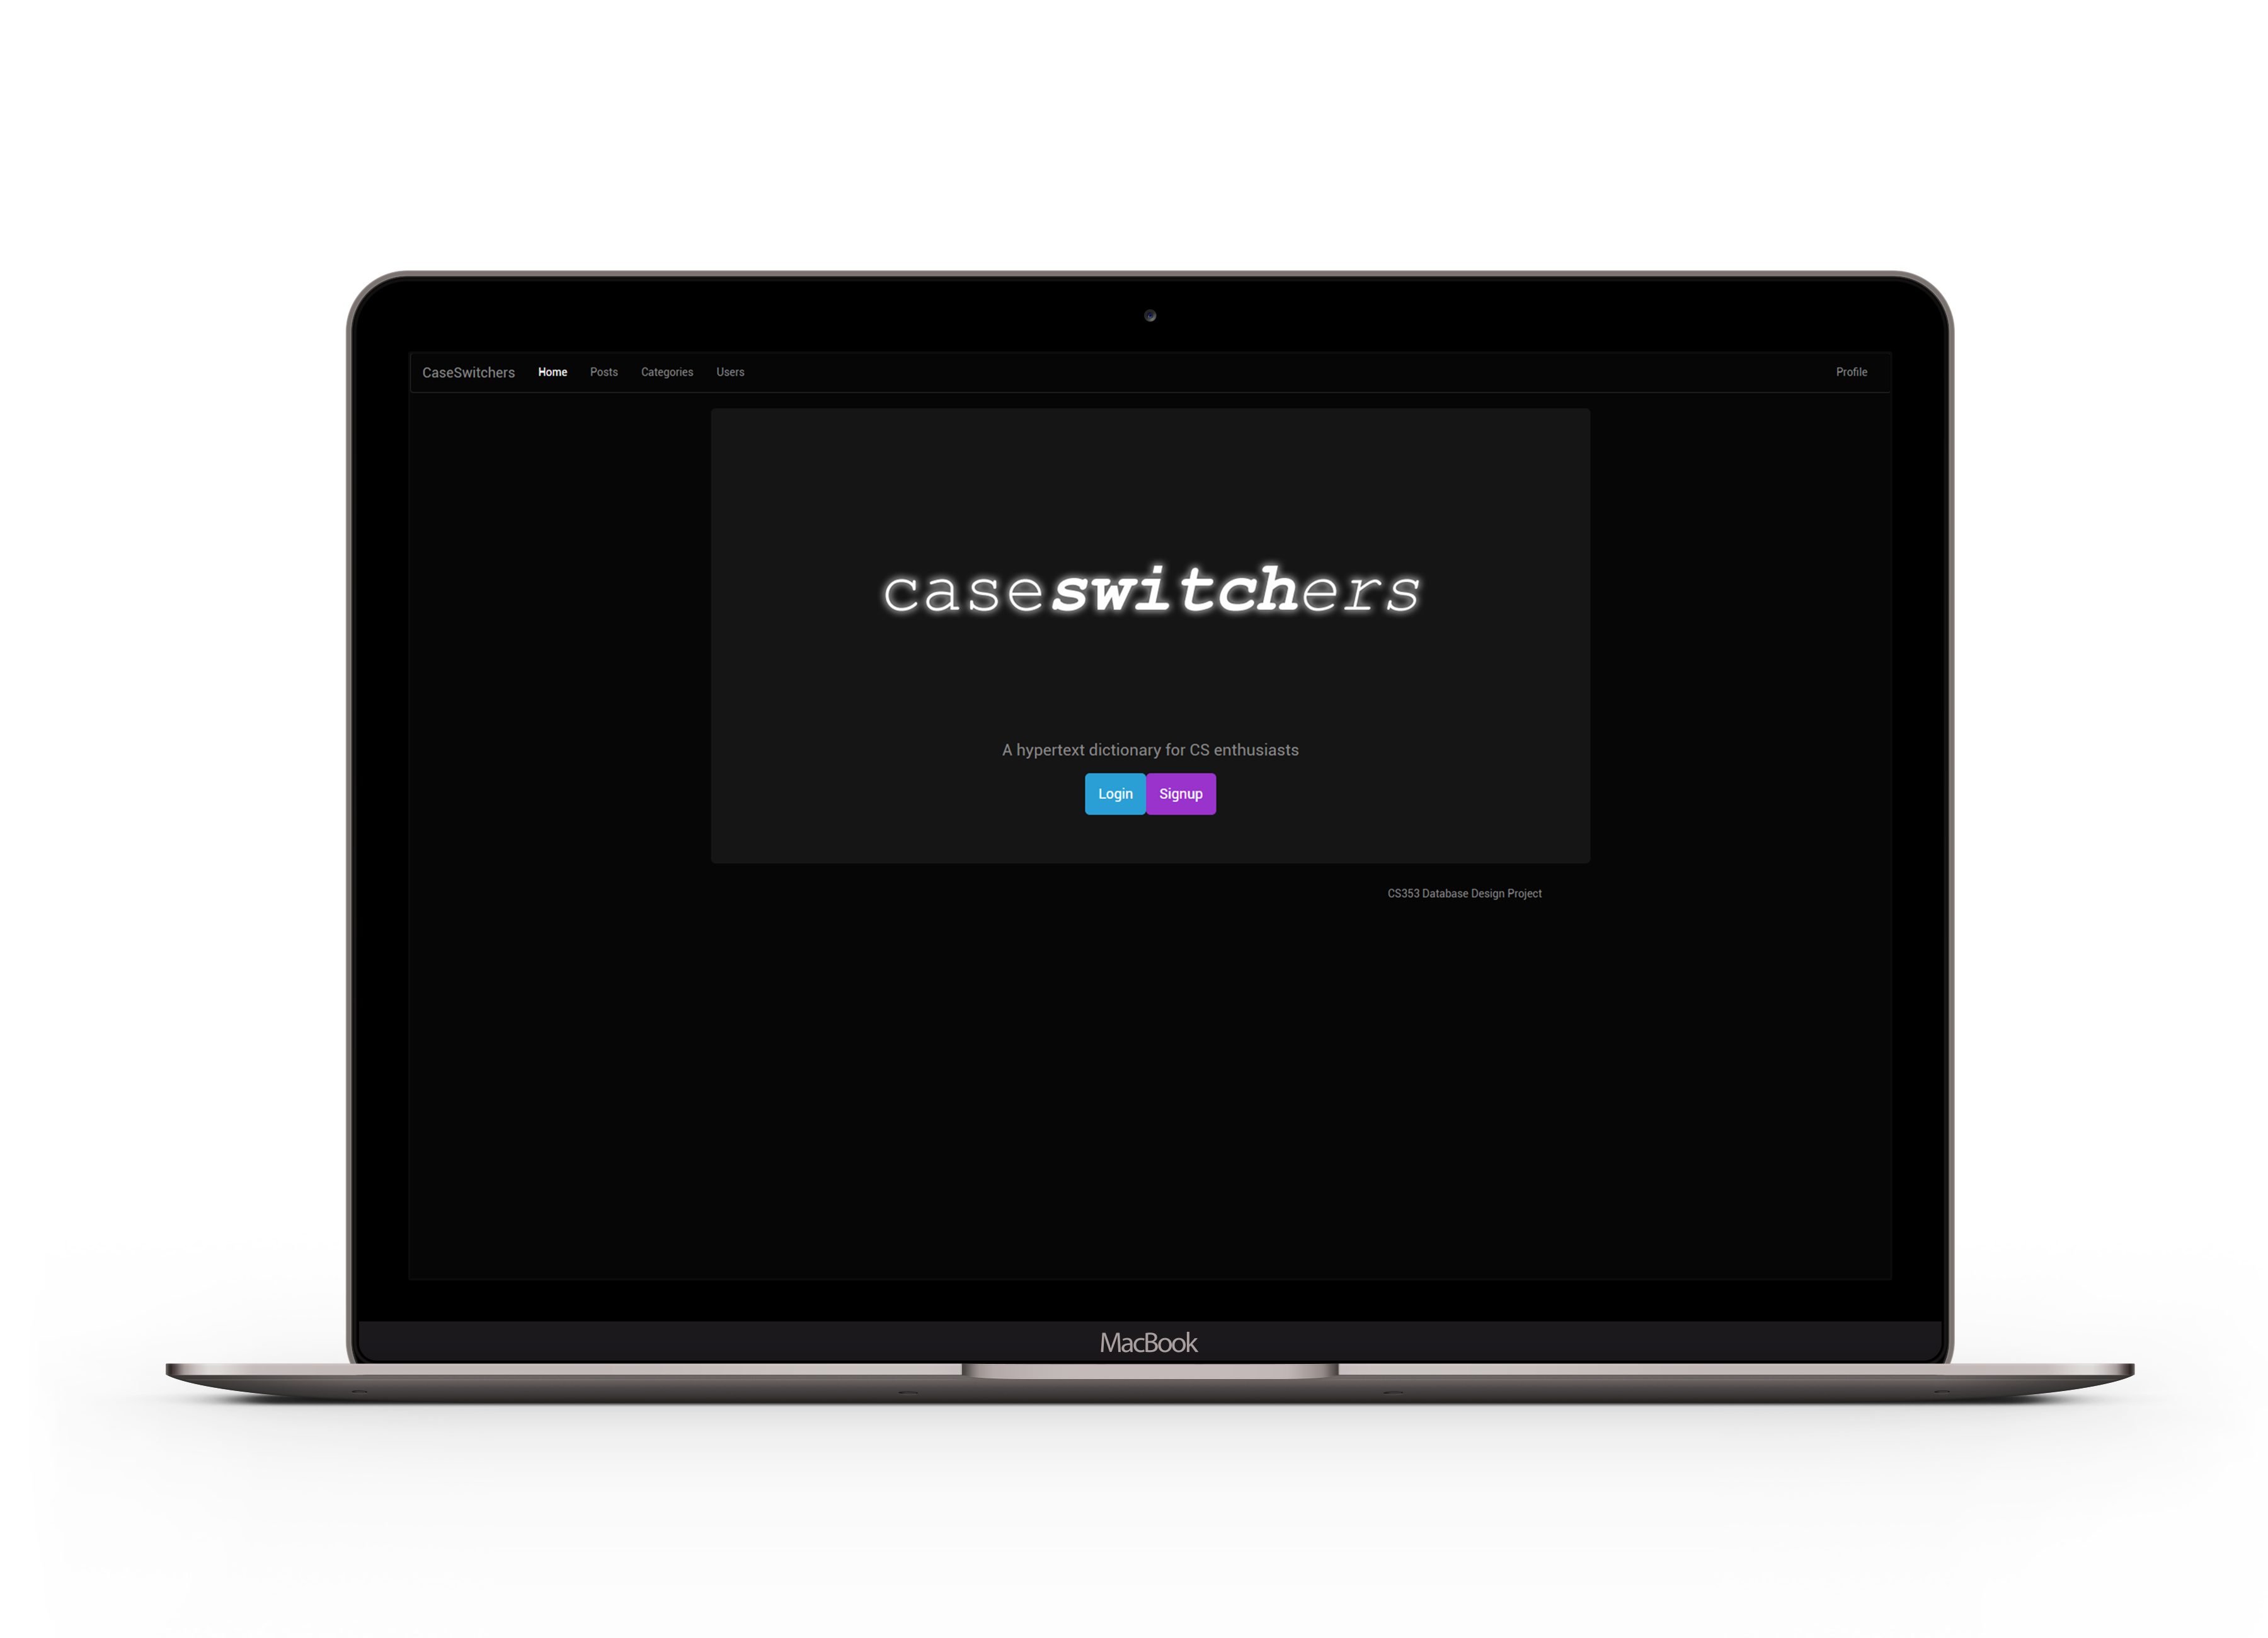 CaseSwitchers Home Posts Categories Users Profile
caseswitchers
A hypertext dictionary for CS enthusiasts
Login Signup
CS353 Database Design Project
MacBook